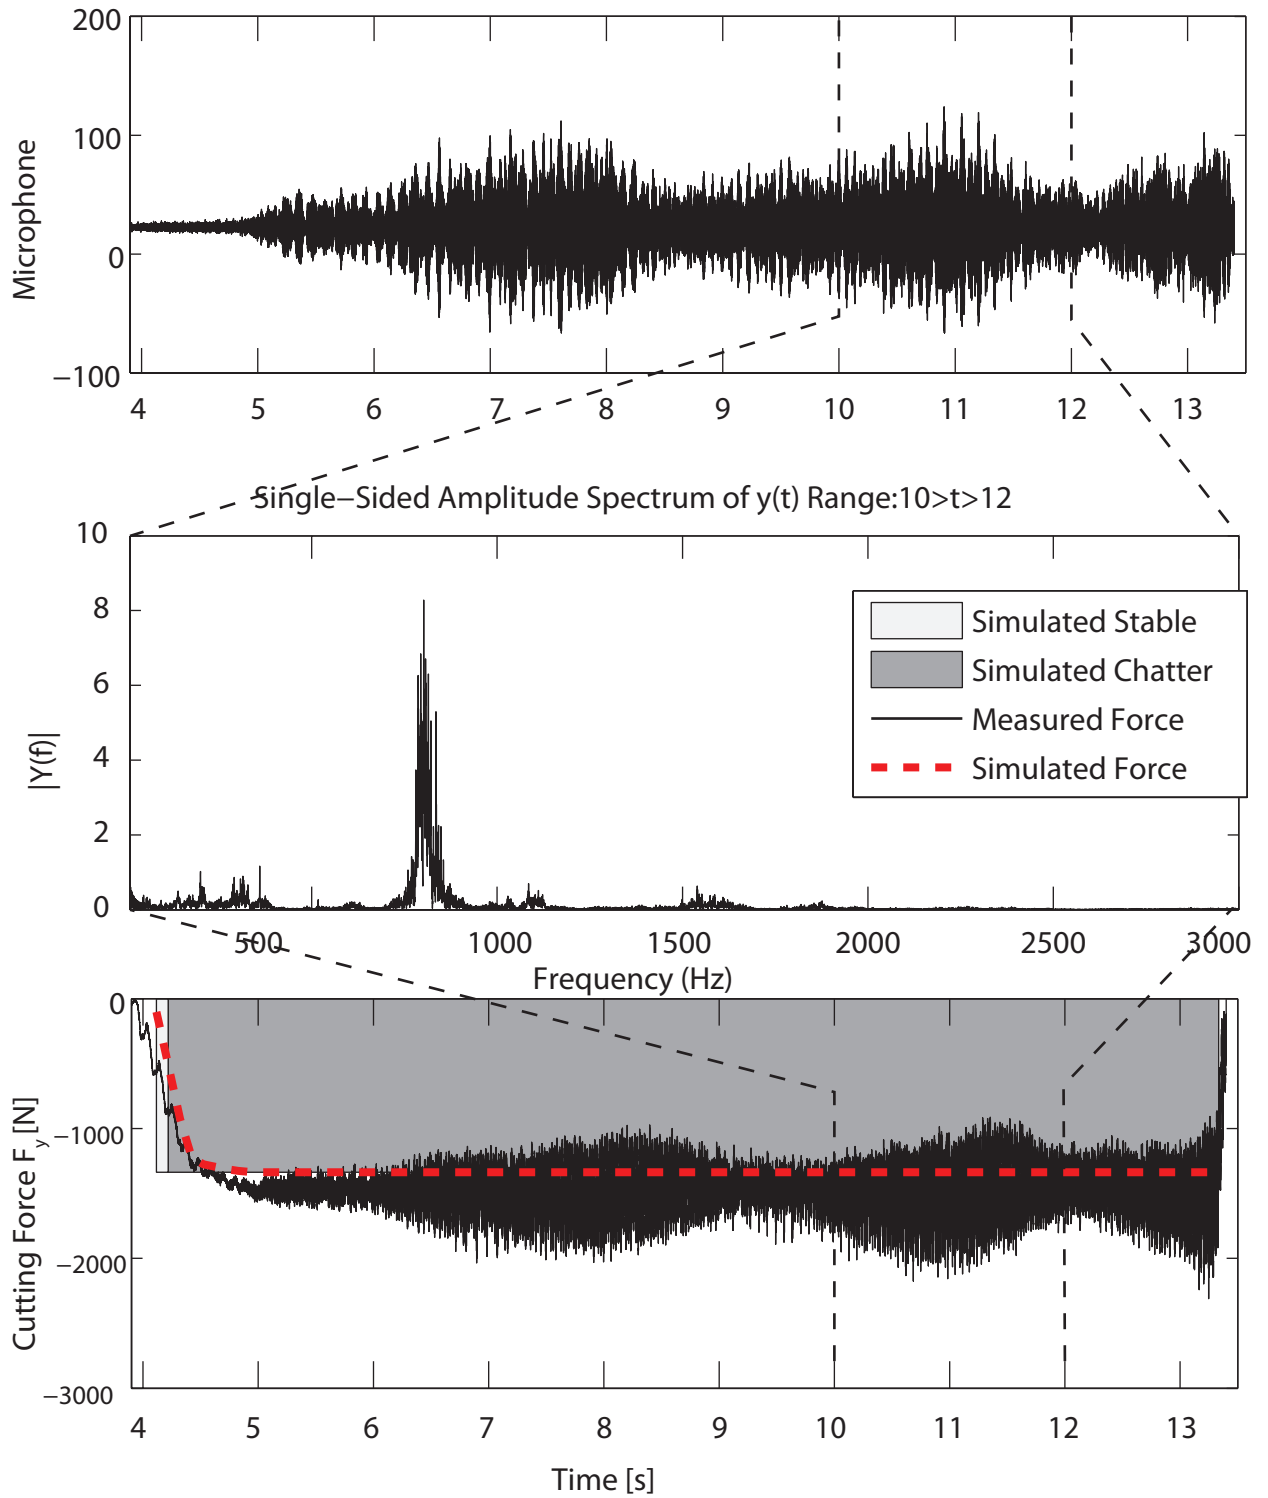 200
100
0
−100
Microphone
4 5 6 7 8 9 10 11 12 13
Single−Sided Amplitude Spectrum of y(t) Range:10>t>12
10
8
6
4
2
0
|Y(f)|
Simulated Stable
Simulated Chatter
Measured Force
Simulated Force
500 1000 1500 2000 2500 3000
Frequency (Hz)
0
−1000
−2000
−3000
Cutting Force Fy [N]
4 5 6 7 8 9 10 11 12 13
Time [s]